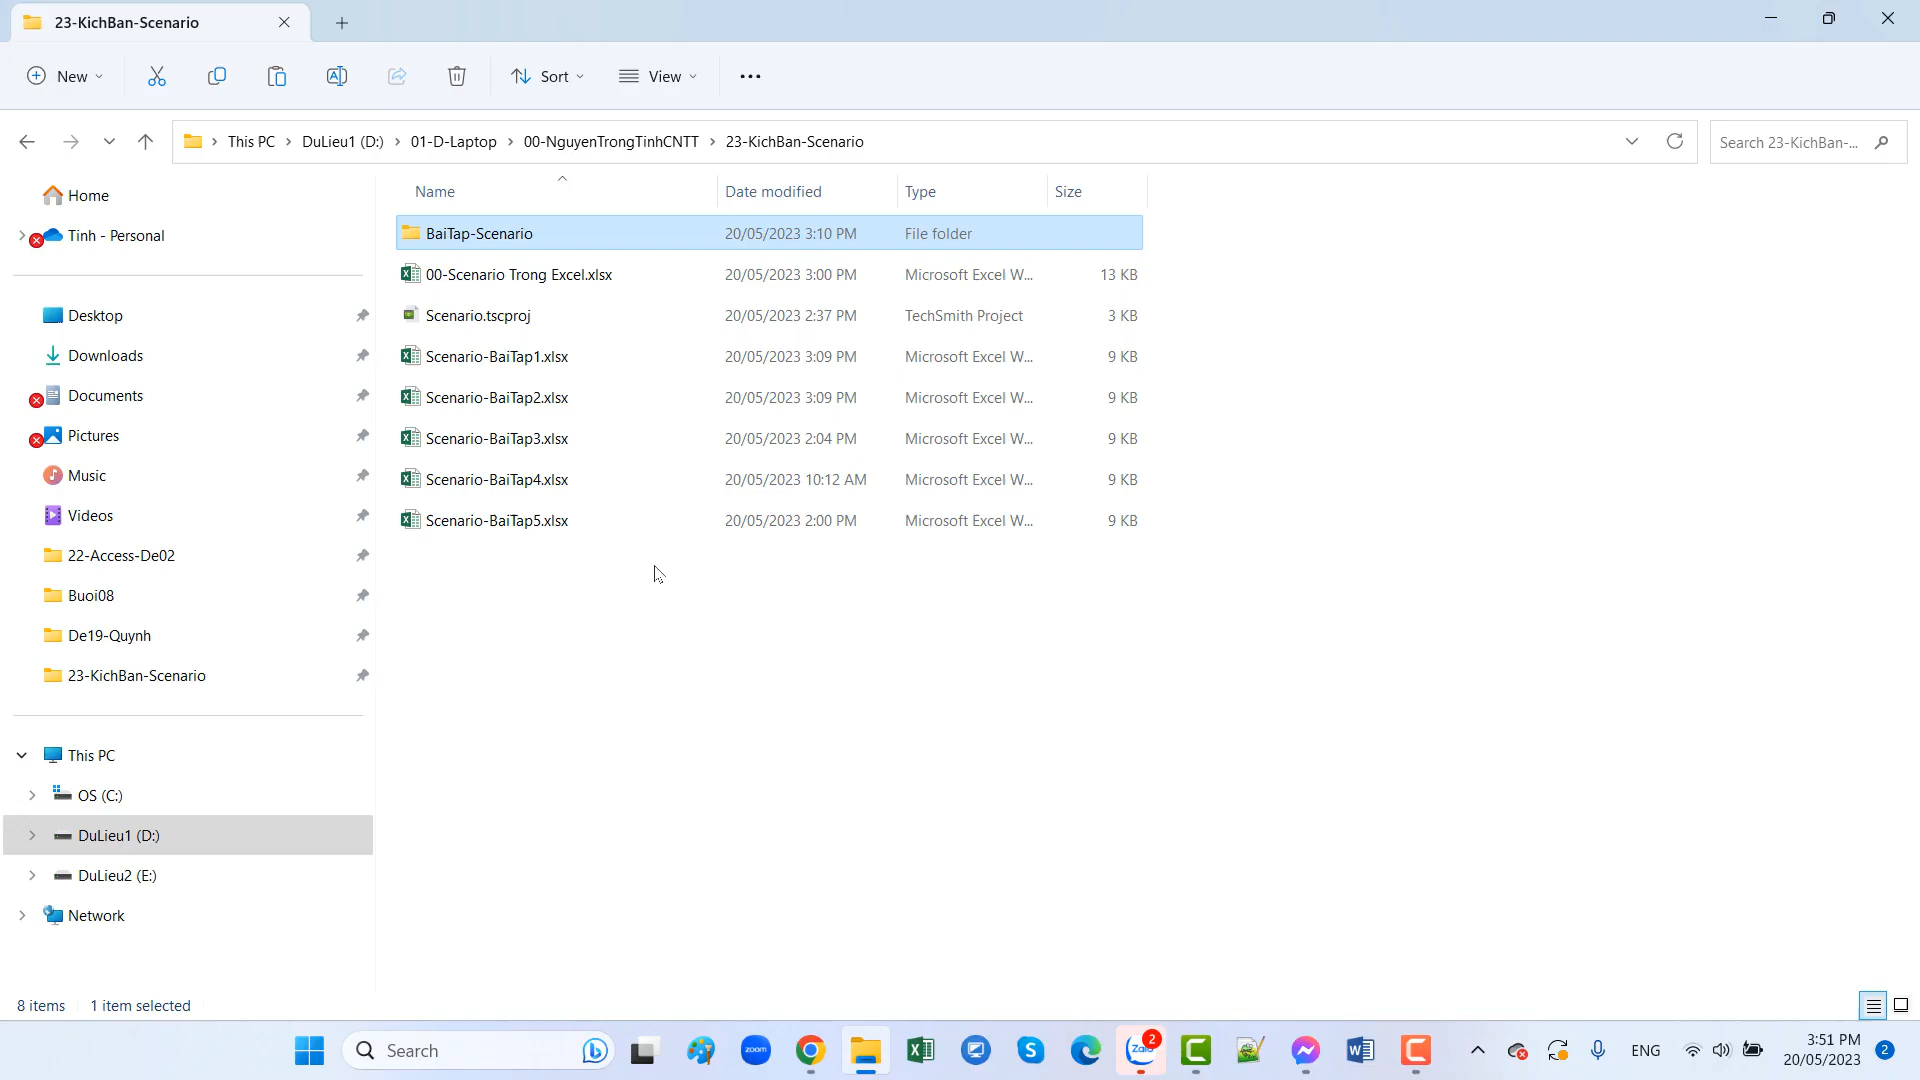 23-KichBan-Scenario
New
Sort
View
This PC
DuLieu1 (D:)
01-D-Laptop
00-NguyenTrongTinhCNTT
23-KichBan-Scenario
Search 23-KichBan-...
Home
Tinh - Personal
Desktop
Downloads
Documents
Pictures
Music
Videos
22-Access-De02
Buoi08
De19-Quynh
23-KichBan-Scenario
This PC
OS (C:)
DuLieu1 (D:)
DuLieu2 (E:)
Network
Name Date modified Type Size
BaiTap-Scenario 20/05/2023 3:10 PM File folder
00-Scenario Trong Excel.xlsx 20/05/2023 3:00 PM Microsoft Excel W... 13 KB
Scenario.tscproj 20/05/2023 2:37 PM TechSmith Project 3 KB
Scenario-BaiTap1.xlsx 20/05/2023 3:09 PM Microsoft Excel W... 9 KB
Scenario-BaiTap2.xlsx 20/05/2023 3:09 PM Microsoft Excel W... 9 KB
Scenario-BaiTap3.xlsx 20/05/2023 2:04 PM Microsoft Excel W... 9 KB
Scenario-BaiTap4.xlsx 20/05/2023 10:12 AM Microsoft Excel W... 9 KB
Scenario-BaiTap5.xlsx 20/05/2023 2:00 PM Microsoft Excel W... 9 KB
8 items 1 item selected
Search
zoom
Zalo
2
ENG
3:51 PM
20/05/2023
2